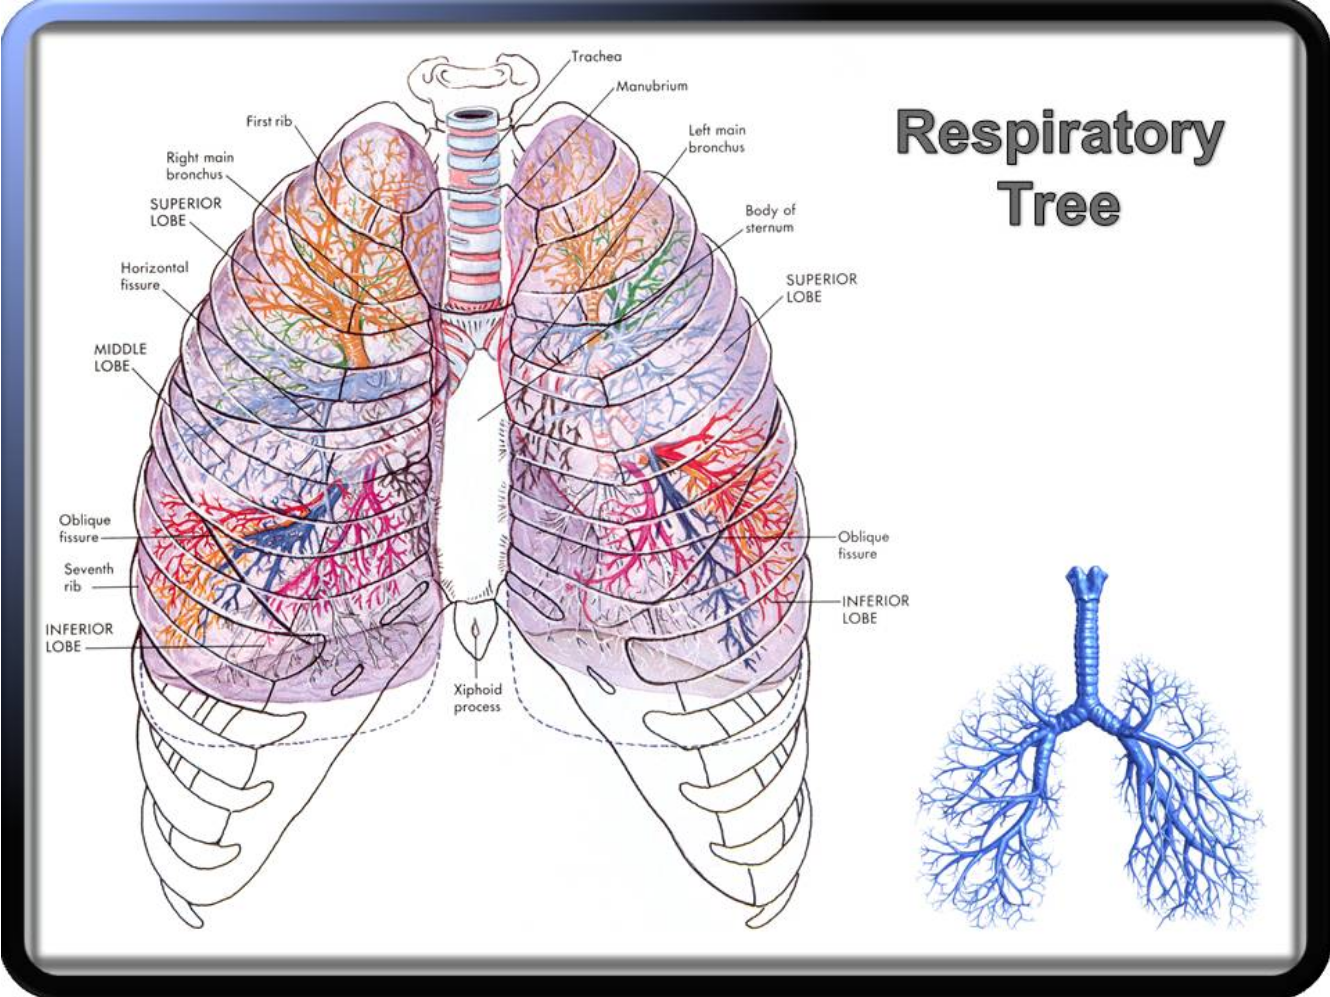 Respiratory
Tree
Trachea
Manubrium
First rib
Left main
bronchus
Right main
bronchus
SUPERIOR
LOBE
Body of
sternum
Horizontal
fissure
SUPERIOR
LOBE
MIDDLE
LOBE
Oblique
fissure
Oblique
fissure
Seventh
rib
INFERIOR
LOBE
INFERIOR
LOBE
Xiphoid
process